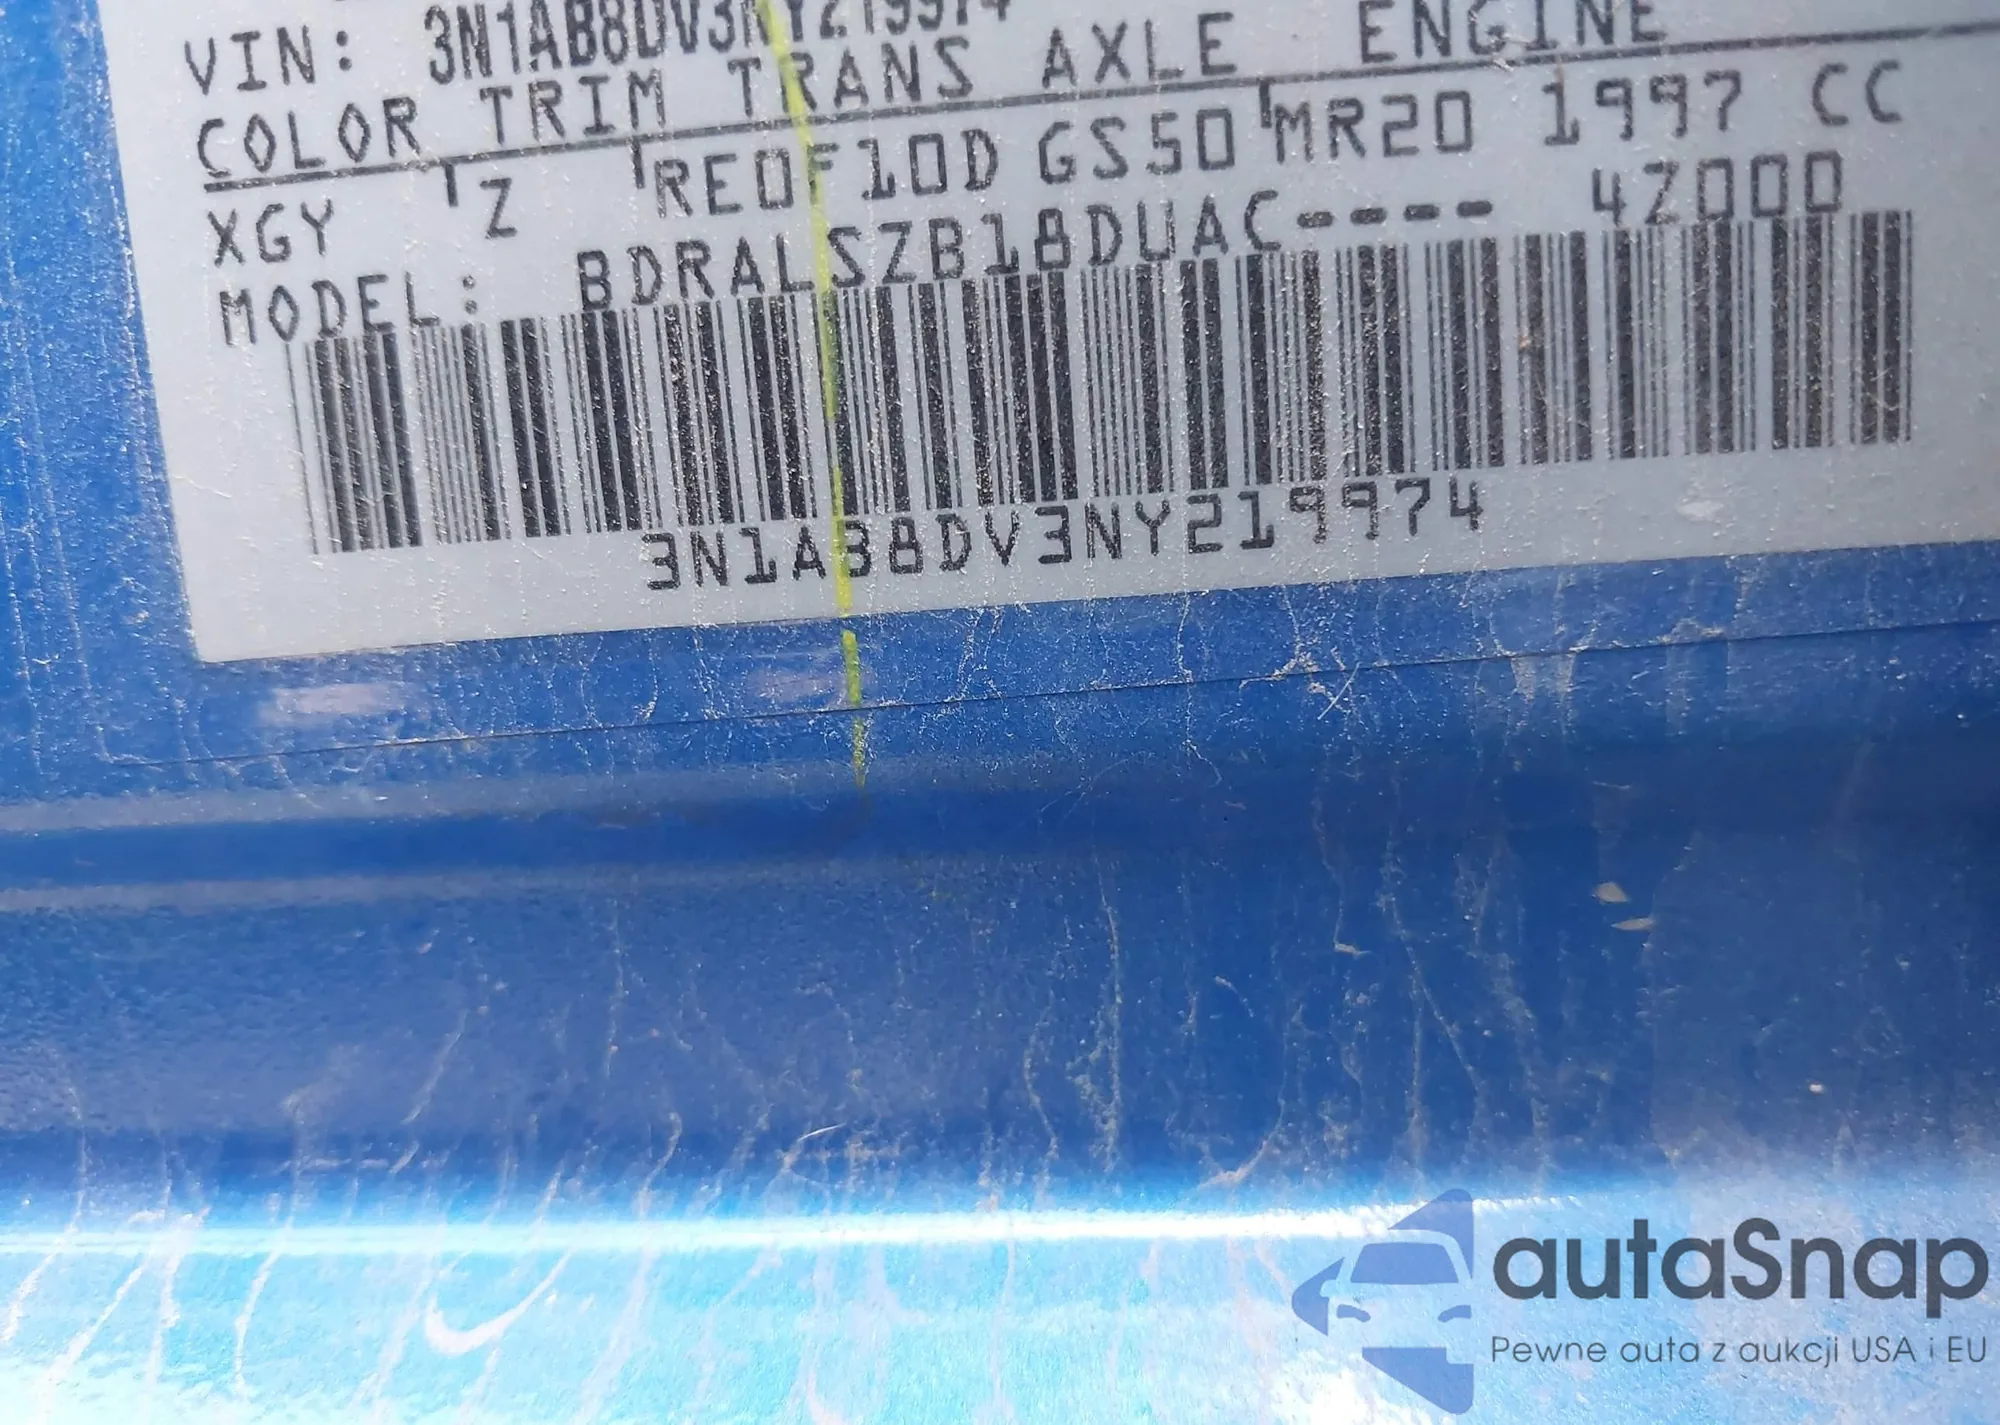 VIN: 3N1AB8DV3NY219974
COLOR TRIM TRANS AXLE ENGINE
XGY Z RE0F10D GS50 MR20 1997 CC
MODEL: BDRALSZB18DUAC---- 4Z000
3N1AB8DV3NY219974
autaSnap
Pewne auta z aukcji USA i EU